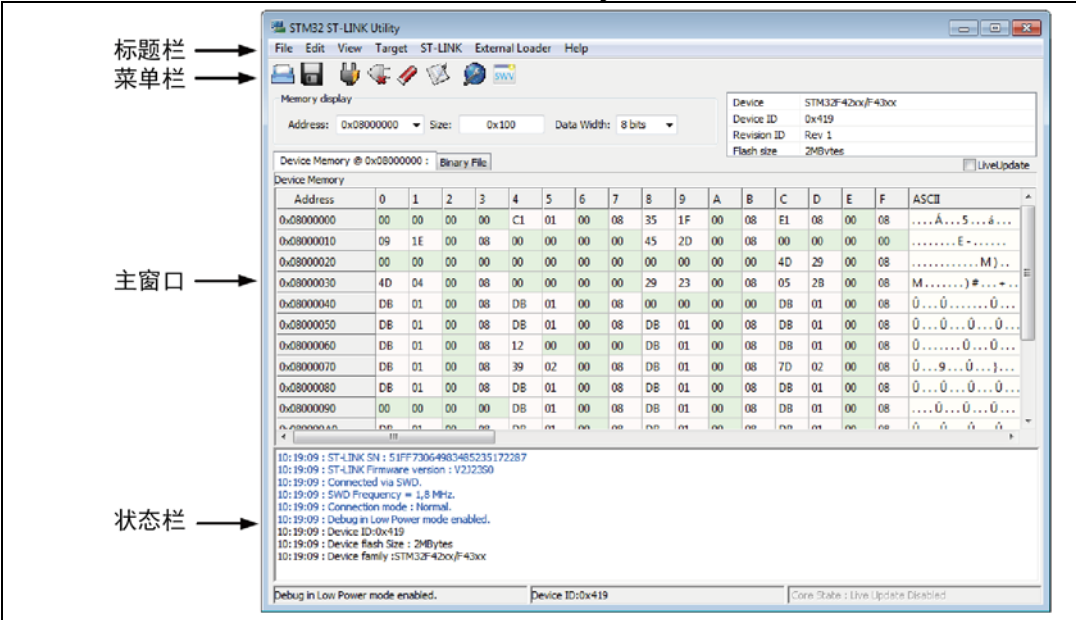 STM32 ST-LINK Utility
标题栏
File Edit View Target ST-LINK External Loader Help
菜单栏
SWV
Memory display
Address: 0x08000000 Size: 0x100 Data Width: 8 bits
Device STM32F42xx/F43xx
Device ID 0x419
Revision ID Rev 1
Flash size 2MBytes
Device Memory @ 0x08000000 : Binary File
LiveUpdate
Device Memory
Address 0 1 2 3 4 5 6 7 8 9 A B C D E F ASCII
0x08000000 00 00 00 00 C1 01 00 08 35 1F 00 08 E1 08 00 08 ....Á...5...á...
0x08000010 09 1E 00 08 00 00 00 00 45 2D 00 08 00 00 00 00 ........E-......
0x08000020 00 00 00 00 00 00 00 00 00 00 00 00 4D 29 00 08 ............M)..
主窗口
0x08000030 4D 04 00 08 00 00 00 00 29 23 00 08 05 2B 00 08 M.......)#...+..
0x08000040 DB 01 00 08 DB 01 00 08 00 00 00 00 DB 01 00 08 Û...Û.......Û...
0x08000050 DB 01 00 08 DB 01 00 08 DB 01 00 08 DB 01 00 08 Û...Û...Û...Û...
0x08000060 DB 01 00 08 12 00 00 00 DB 01 00 08 DB 01 00 08 Û.......Û...Û...
0x08000070 DB 01 00 08 39 02 00 08 DB 01 00 08 7D 02 00 08 Û...9...Û...}...
0x08000080 DB 01 00 08 DB 01 00 08 DB 01 00 08 DB 01 00 08 Û...Û...Û...Û...
0x08000090 00 00 00 00 DB 01 00 08 DB 01 00 08 DB 01 00 08 ....Û...Û...Û...
10:19:09 : ST-LINK SN : 51FF73064983485235172287
10:19:09 : ST-LINK Firmware version : V2J23S0
10:19:09 : Connected via SWD.
10:19:09 : SWD Frequency = 1,8 MHz.
10:19:09 : Connection mode : Normal.
状态栏
10:19:09 : Debug in Low Power mode enabled.
10:19:09 : Device ID:0x419
10:19:09 : Device flash Size : 2MBytes
10:19:09 : Device family :STM32F42xx/F43xx
Debug in Low Power mode enabled. Device ID:0x419 Core State : Live Update Disabled